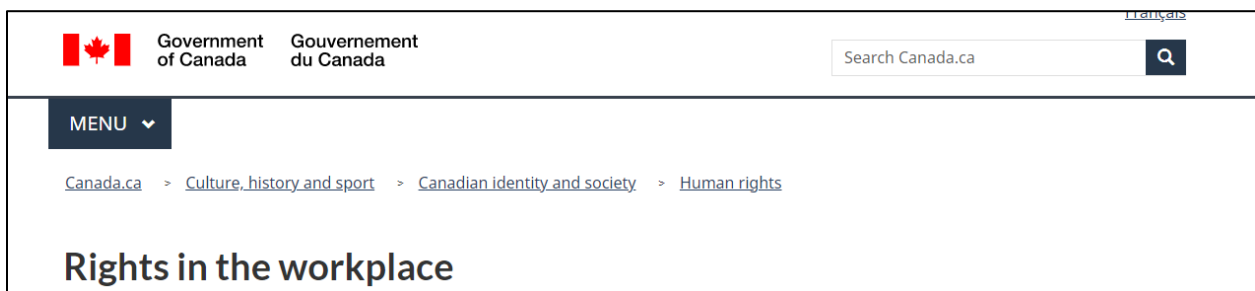 Français
Government Gouvernement
of Canada du Canada
Search Canada.ca
MENU
Canada.ca > Culture, history and sport > Canadian identity and society > Human rights
Rights in the workplace